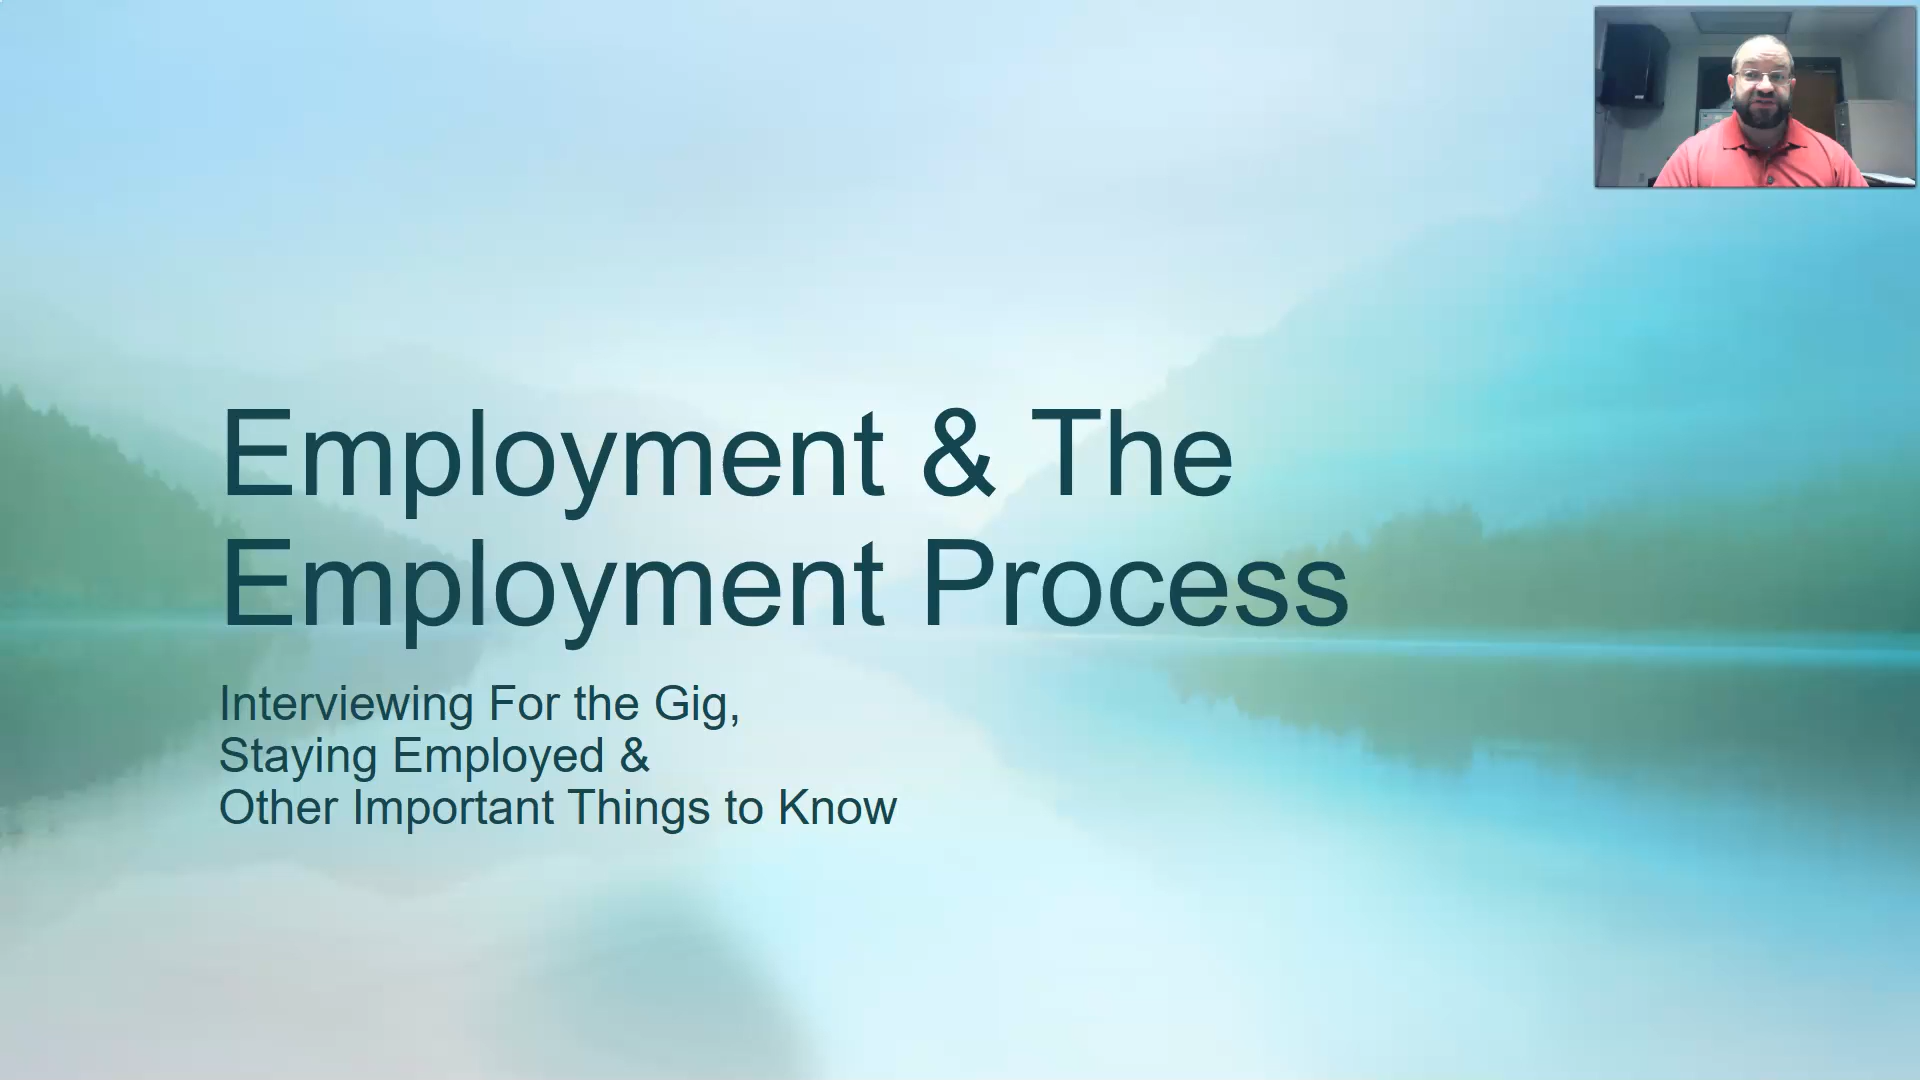 Employment & The
Employment Process
Interviewing For the Gig,
Staying Employed &
Other Important Things to Know